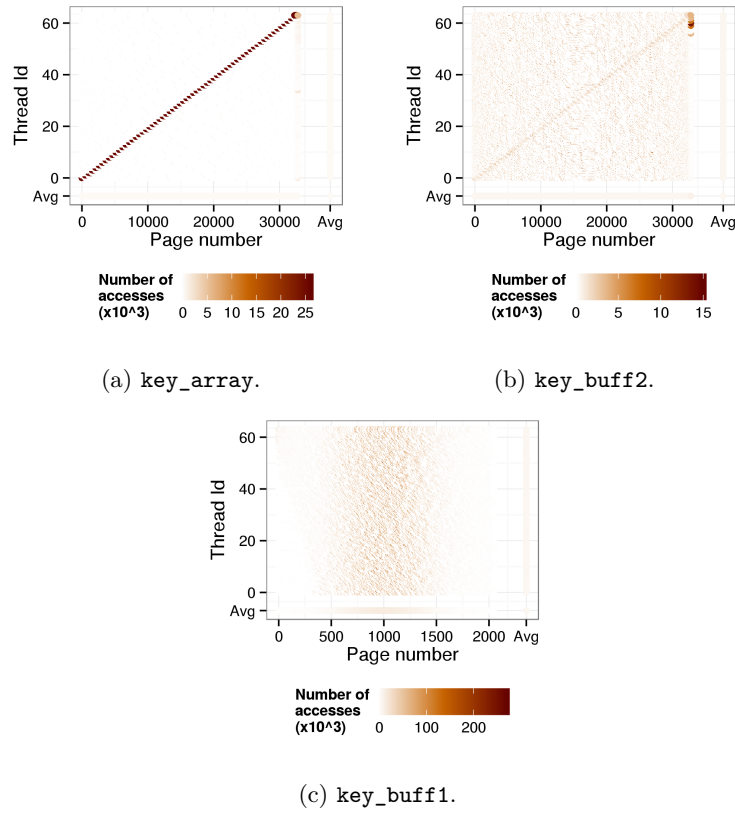 60
40
20
0
Avg
Thread Id
0 10000 20000 30000 Avg
Page number
Number of
accesses
(x10^3)
0 5 10 15 20 25
(a) key_array.
60
40
20
0
Avg
Thread Id
0 10000 20000 30000 Avg
Page number
Number of
accesses
(x10^3)
0 5 10 15
(b) key_buff2.
60
40
20
0
Avg
Thread Id
0 500 1000 1500 2000 Avg
Page number
Number of
accesses
(x10^3)
0 100 200
(c) key_buff1.